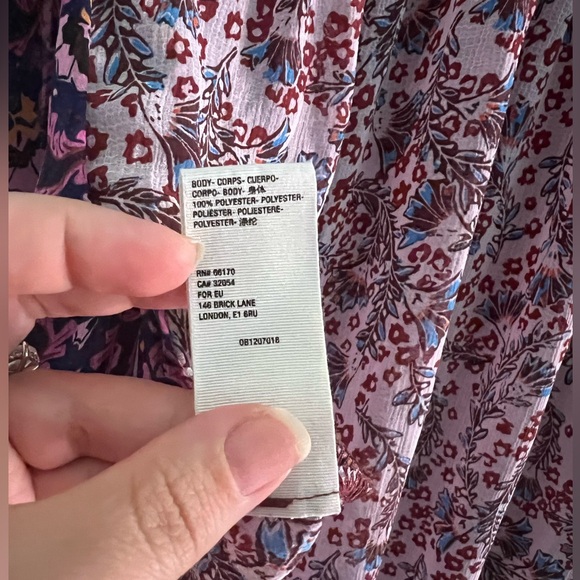 BODY- CORPS- CUERPO-
CORPO- BODY- 身体
100% POLYESTER- POLYESTER-
POLIÉSTER- POLIESTERE-
POLYESTER- 涤纶
RN# 66170
CA# 32054
FOR EU
146 BRICK LANE
LONDON, E1 6RU
OB1207016